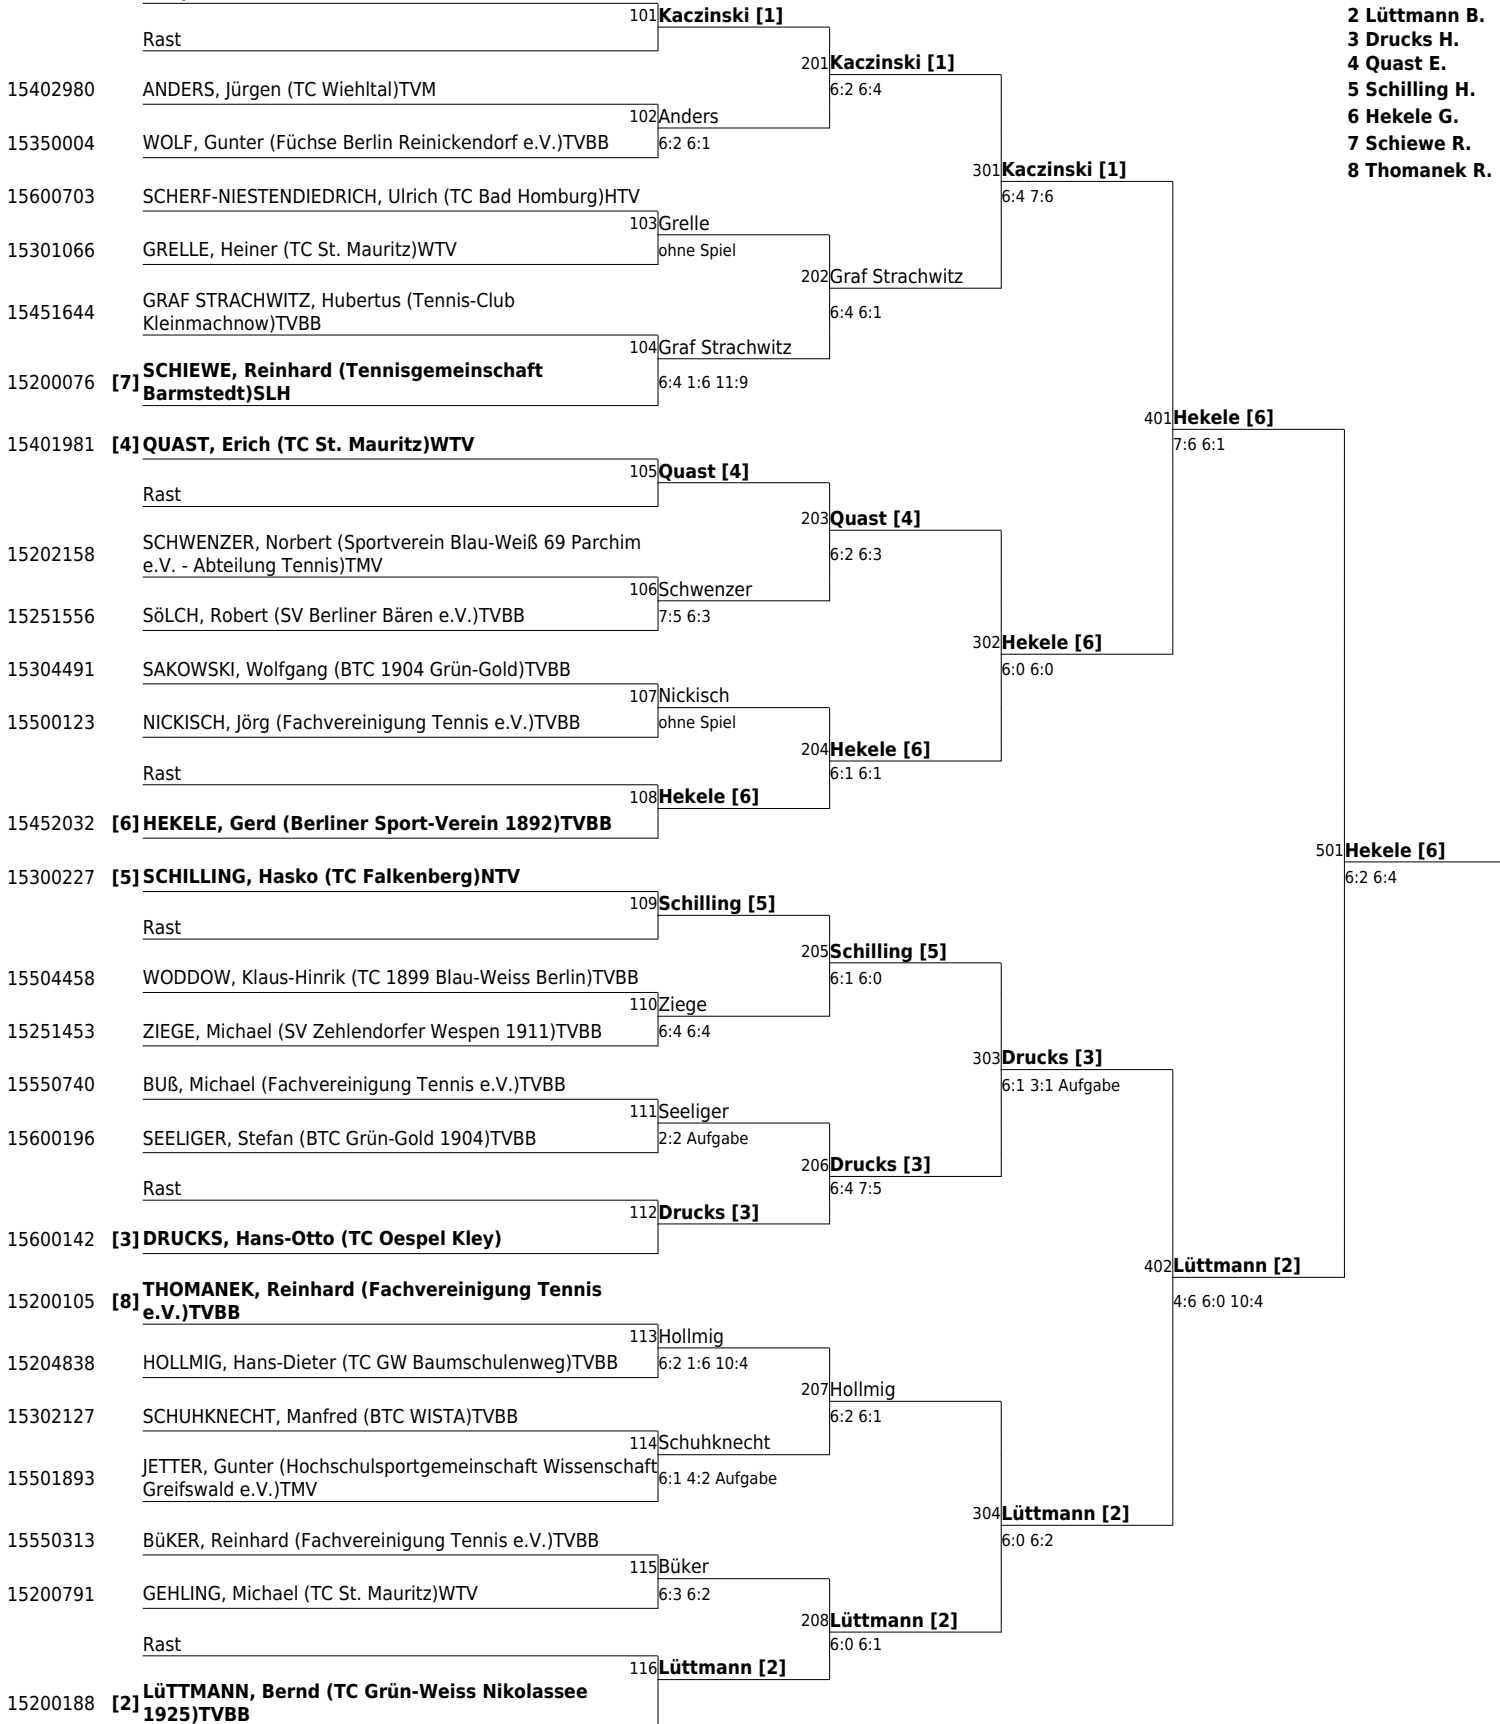 101 Kaczinski [1]
2 Lüttmann B.
Rast
3 Drucks H.
201 Kaczinski [1]
4 Quast E.
15402980 ANDERS, Jürgen (TC Wiehltal)TVM
6:2 6:4
5 Schilling H.
102 Anders
6 Hekele G.
15350004 WOLF, Gunter (Füchse Berlin Reinickendorf e.V.)TVBB
6:2 6:1
7 Schiewe R.
301 Kaczinski [1]
8 Thomanek R.
15600703 SCHERF-NIESTENDIEDRICH, Ulrich (TC Bad Homburg)HTV
6:4 7:6
103 Grelle
15301066 GRELLE, Heiner (TC St. Mauritz)WTV
ohne Spiel
202 Graf Strachwitz
15451644 GRAF STRACHWITZ, Hubertus (Tennis-Club
Kleinmachnow)TVBB
6:4 6:1
104 Graf Strachwitz
15200076 [7] SCHIEWE, Reinhard (Tennisgemeinschaft
Barmstedt)SLH
6:4 1:6 11:9
401 Hekele [6]
15401981 [4] QUAST, Erich (TC St. Mauritz)WTV
7:6 6:1
105 Quast [4]
Rast
203 Quast [4]
15202158 SCHWENZER, Norbert (Sportverein Blau-Weiß 69 Parchim
e.V. - Abteilung Tennis)TMV
6:2 6:3
106 Schwenzer
15251556 SöLCH, Robert (SV Berliner Bären e.V.)TVBB
7:5 6:3
302 Hekele [6]
15304491 SAKOWSKI, Wolfgang (BTC 1904 Grün-Gold)TVBB
6:0 6:0
107 Nickisch
15500123 NICKISCH, Jörg (Fachvereinigung Tennis e.V.)TVBB
ohne Spiel
204 Hekele [6]
Rast
6:1 6:1
108 Hekele [6]
15452032 [6] HEKELE, Gerd (Berliner Sport-Verein 1892)TVBB
501 Hekele [6]
15300227 [5] SCHILLING, Hasko (TC Falkenberg)NTV
6:2 6:4
109 Schilling [5]
Rast
205 Schilling [5]
15504458 WODDOW, Klaus-Hinrik (TC 1899 Blau-Weiss Berlin)TVBB
6:1 6:0
110 Ziege
15251453 ZIEGE, Michael (SV Zehlendorfer Wespen 1911)TVBB
6:4 6:4
303 Drucks [3]
15550740 BUß, Michael (Fachvereinigung Tennis e.V.)TVBB
6:1 3:1 Aufgabe
111 Seeliger
15600196 SEELIGER, Stefan (BTC Grün-Gold 1904)TVBB
2:2 Aufgabe
206 Drucks [3]
Rast
6:4 7:5
112 Drucks [3]
15600142 [3] DRUCKS, Hans-Otto (TC Oespel Kley)
402 Lüttmann [2]
15200105 [8] THOMANEK, Reinhard (Fachvereinigung Tennis
e.V.)TVBB
4:6 6:0 10:4
113 Hollmig
15204838 HOLLMIG, Hans-Dieter (TC GW Baumschulenweg)TVBB
6:2 1:6 10:4
207 Hollmig
15302127 SCHUHKNECHT, Manfred (BTC WISTA)TVBB
6:2 6:1
114 Schuhknecht
15501893 JETTER, Gunter (Hochschulsportgemeinschaft Wissenschaft
Greifswald e.V.)TMV
6:1 4:2 Aufgabe
304 Lüttmann [2]
15550313 BüKER, Reinhard (Fachvereinigung Tennis e.V.)TVBB
6:0 6:2
115 Büker
15200791 GEHLING, Michael (TC St. Mauritz)WTV
6:3 6:2
208 Lüttmann [2]
Rast
6:0 6:1
116 Lüttmann [2]
15200188 [2] LüTTMANN, Bernd (TC Grün-Weiss Nikolassee
1925)TVBB